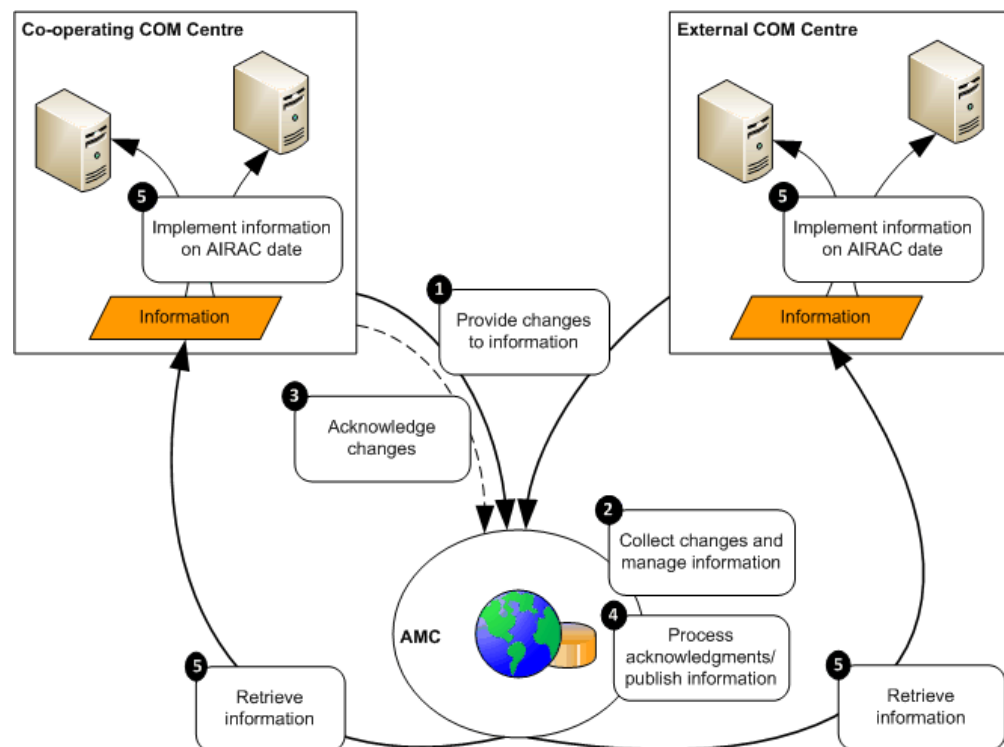 Co-operating COM Centre
External COM Centre
5
Implement information
on AIRAC date
Information
5
Implement information
on AIRAC date
Information
1
Provide changes
to information
3
Acknowledge
changes
2
Collect changes and
manage information
AMC
4
Process
acknowledgments/
publish information
5
Retrieve
information
5
Retrieve
information